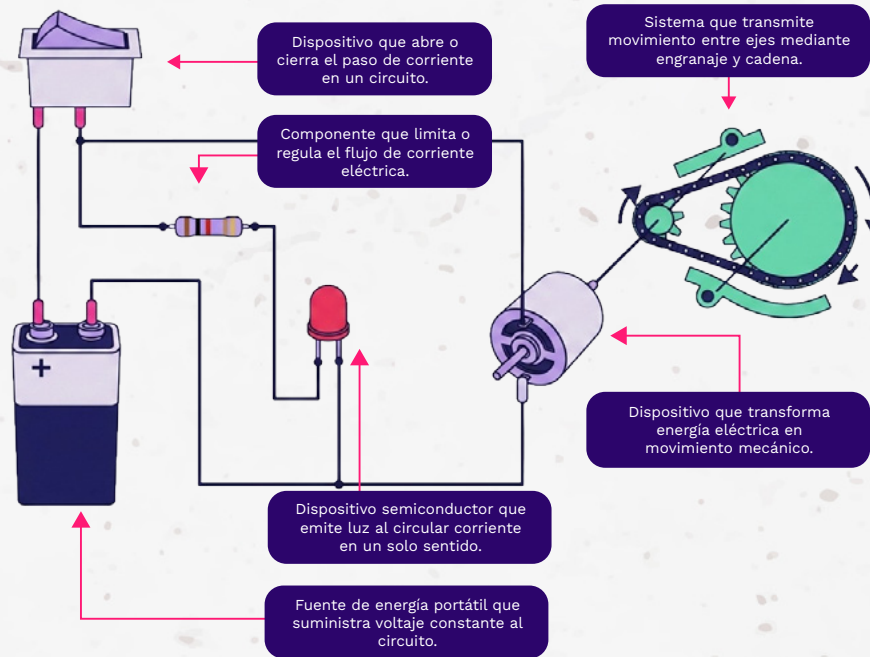 Dispositivo que abre o
cierra el paso de corriente
en un circuito.
Sistema que transmite
movimiento entre ejes mediante
engranaje y cadena.
Componente que limita o
regula el flujo de corriente
eléctrica.
+
Dispositivo que transforma
energía eléctrica en
movimiento mecánico.
Dispositivo semiconductor que
emite luz al circular corriente
en un solo sentido.
Fuente de energía portátil que
suministra voltaje constante al
circuito.